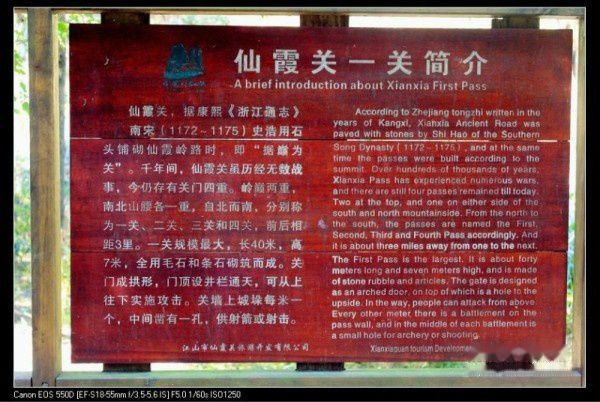 仙霞关一关简介
A brief introduction about Xianxia First Pass
仙霞关，据康熙《浙江通志》
南宋（1172~1175）史浩用石
头铺砌仙霞岭路时，即“据巅为
关”。千年间，仙霞关虽历经无数战
事，今仍存有关门四重。岭巅两重，
南北山腰各一重，自北而南，分别称
为一关、二关、三关和四关，前后相
距3里。一关规模最大，长40米，高
7米，全用毛石和条石砌筑而成。关
门成拱形，门顶设井栏通天，可从上
往下实施攻击。关墙上城垛每米一
个，中间凿有一孔，供射箭或射击。
江山市仙霞关旅游开发有限公司
According to Zhejiang tongzhi written in the
years of Kangxi, Xianxia Ancient Road was
paved with stones by Shi Hao of the Southern
Song Dynasty (1172~1175), and at the same
time the passes were built according to the
summit. Over hundreds of thousands of years,
Xianxia Pass has experienced numerous wars,
and there are still four passes remained till today.
Two at the top, and one on either side of the
south and north mountainside. From the north to
the south, the passes are named the First,
Second, Third and Fourth Pass accordingly. And
it is about three miles away from one to the next.
The First Pass is the largest. It is about forty
meters long and seven meters high, and is made
of stone rubble and articles. The gate is designed
as an arched door, on top of which is a hole to the
upside. In the way, people can attack from above.
Every other meter, there is a battlement on the
pass wall, and in the middle of each battlement is
a small hole for archery or shooting.
Xianxiaguan tourism Development
Canon EOS 550D [EF-S18-55mm f/3.5-5.6 IS] F5.0 1/60s ISO1250